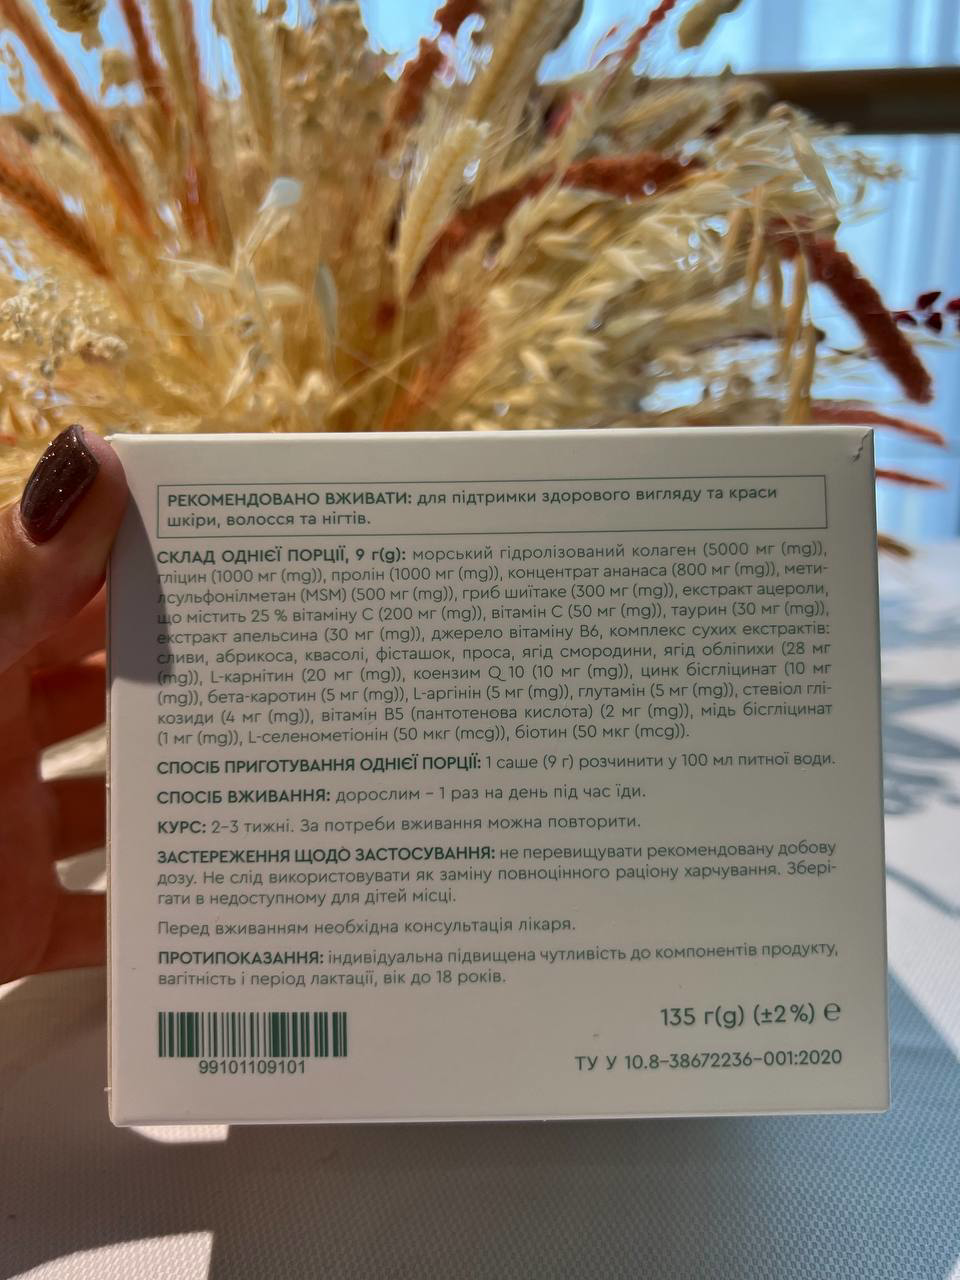 РЕКОМЕНДОВАНО ВЖИВАТИ: для підтримки здорового вигляду та краси
шкіри, волосся та нігтів.
СКЛАД ОДНІЄЇ ПОРЦІЇ, 9 г(g): морський гідролізований колаген (5000 мг (mg)),
гліцин (1000 мг (mg)), пролін (1000 мг (mg)), концентрат ананаса (800 мг (mg)), мети-
лсульфонілметан (MSM) (500 мг (mg)), гриб шиїтаке (300 мг (mg)), екстракт ацероли,
що містить 25 % вітаміну С (200 мг (mg)), вітамін С (50 мг (mg)), таурин (30 мг (mg)),
екстракт апельсина (30 мг (mg)), джерело вітаміну В6, комплекс сухих екстрактів:
сливи, абрикоса, квасолі, фісташок, проса, ягід смородини, ягід обліпихи (28 мг
(mg)), L-карнітин (20 мг (mg)), коензим Q 10 (10 мг (mg)), цинк бісгліцинат (10 мг
(mg)), бета-каротин (5 мг (mg)), L-аргінін (5 мг (mg)), глутамін (5 мг (mg)), стевіол глі-
козиди (4 мг (mg)), вітамін В5 (пантотенова кислота) (2 мг (mg)), мідь бісгліцинат
(1 мг (mg)), L-селенометіонін (50 мкг (mcg)), біотин (50 мкг (mcg)).
СПОСІБ ПРИГОТУВАННЯ ОДНІЄЇ ПОРЦІЇ: 1 саше (9 г) розчинити у 100 мл питної води.
СПОСІБ ВЖИВАННЯ: дорослим – 1 раз на день під час їди.
КУРС: 2–3 тижні. За потреби вживання можна повторити.
ЗАСТЕРЕЖЕННЯ ЩОДО ЗАСТОСУВАННЯ: не перевищувати рекомендовану добову
дозу. Не слід використовувати як заміну повноцінного раціону харчування. Збері-
гати в недоступному для дітей місці.
Перед вживанням необхідна консультація лікаря.
ПРОТИПОКАЗАННЯ: індивідуальна підвищена чутливість до компонентів продукту,
вагітність і період лактації, вік до 18 років.
135 г(g) (±2%) ℮
99101109101
ТУ У 10.8–38672236–001:2020